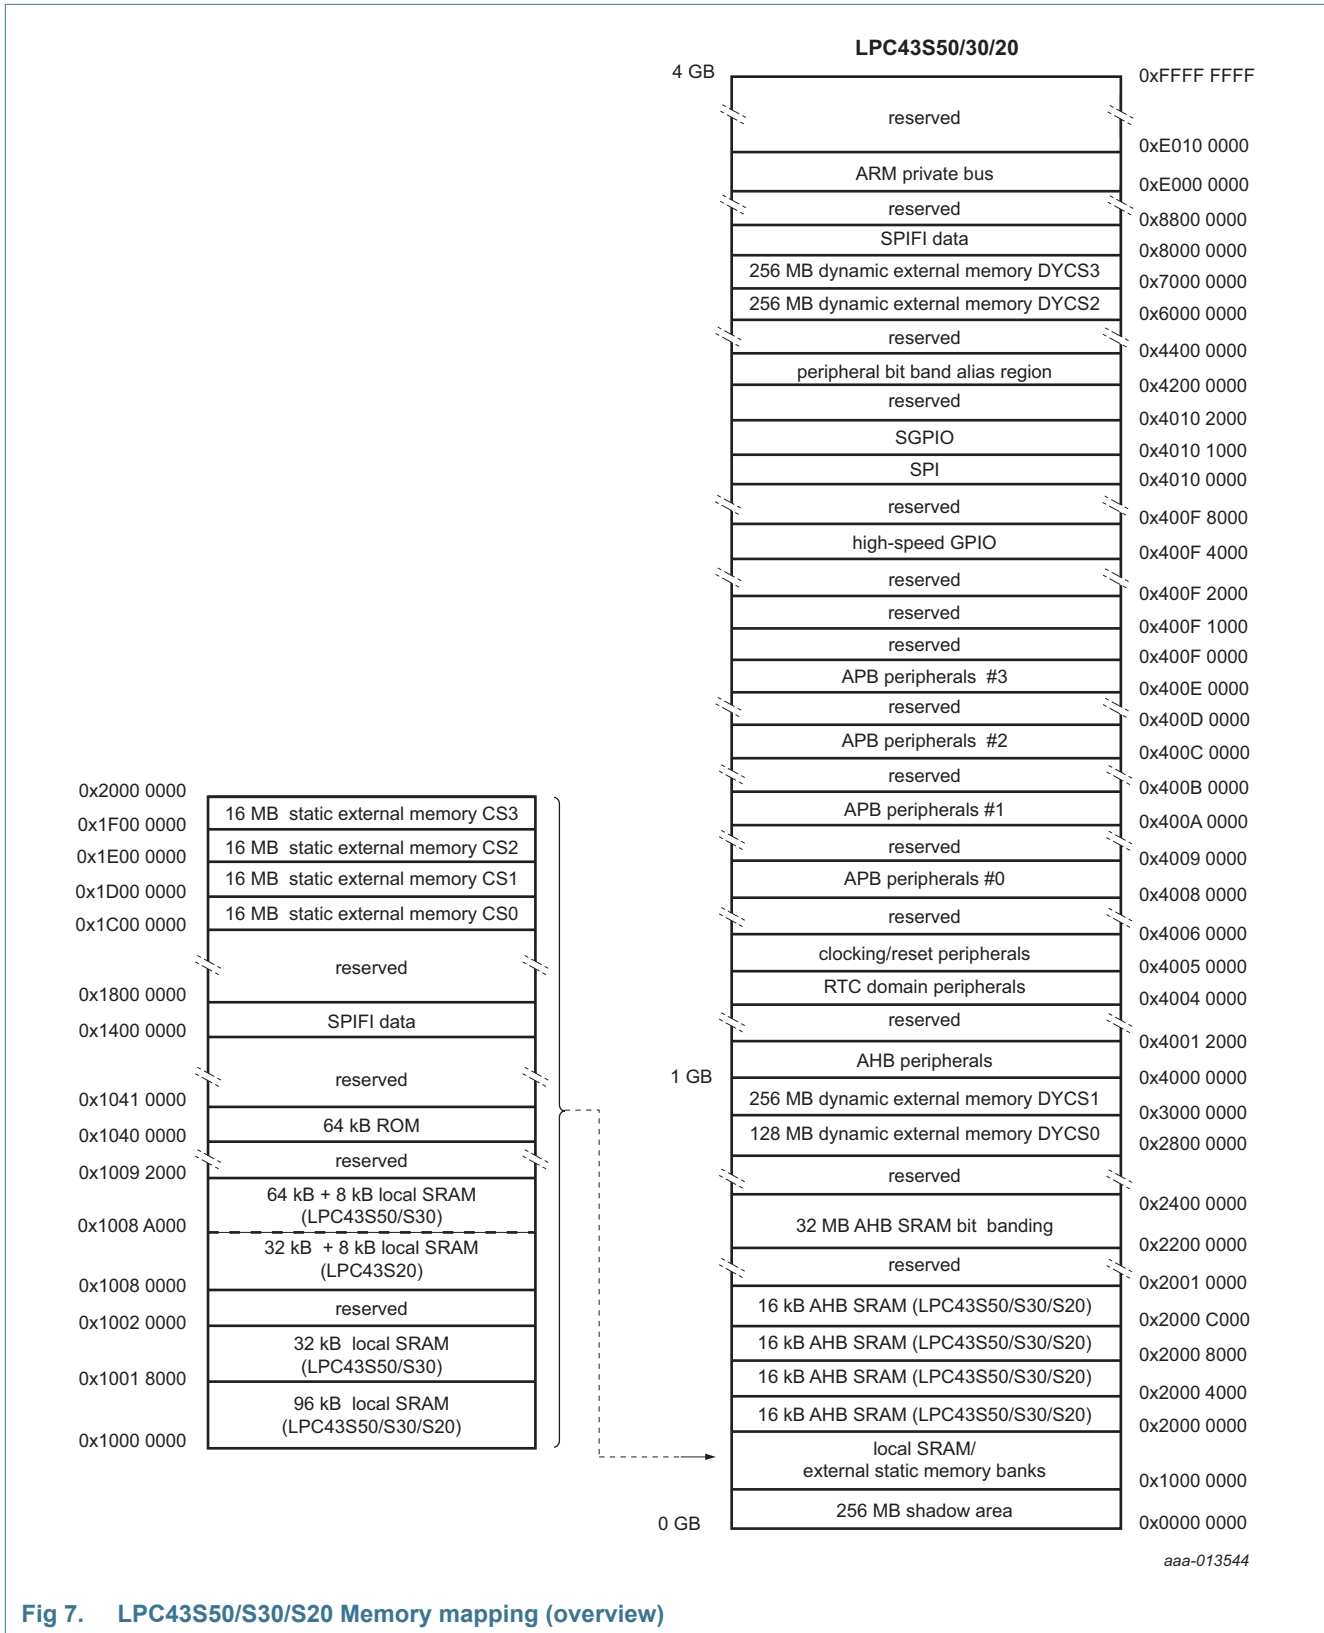 LPC43S50/30/20
4 GB
0xFFFF FFFF
reserved
0xE010 0000
ARM private bus
0xE000 0000
reserved
0x8800 0000
SPIFI data
0x8000 0000
256 MB dynamic external memory DYCS3
0x7000 0000
256 MB dynamic external memory DYCS2
0x6000 0000
reserved
0x4400 0000
peripheral bit band alias region
0x4200 0000
reserved
0x4010 2000
SGPIO
0x4010 1000
SPI
0x4010 0000
reserved
0x400F 8000
high-speed GPIO
0x400F 4000
reserved
0x400F 2000
reserved
0x400F 1000
reserved
0x400F 0000
APB peripherals #3
0x400E 0000
reserved
0x400D 0000
APB peripherals #2
0x400C 0000
reserved
0x400B 0000
APB peripherals #1
0x400A 0000
reserved
0x4009 0000
APB peripherals #0
0x4008 0000
reserved
0x4006 0000
clocking/reset peripherals
0x4005 0000
RTC domain peripherals
0x4004 0000
reserved
0x4001 2000
AHB peripherals
1 GB
0x4000 0000
256 MB dynamic external memory DYCS1
0x3000 0000
128 MB dynamic external memory DYCS0
0x2800 0000
reserved
0x2400 0000
32 MB AHB SRAM bit banding
0x2200 0000
reserved
0x2001 0000
16 kB AHB SRAM (LPC43S50/S30/S20)
0x2000 C000
16 kB AHB SRAM (LPC43S50/S30/S20)
0x2000 8000
16 kB AHB SRAM (LPC43S50/S30/S20)
0x2000 4000
16 kB AHB SRAM (LPC43S50/S30/S20)
0x2000 0000
local SRAM/
external static memory banks
0x1000 0000
256 MB shadow area
0 GB
0x0000 0000
0x2000 0000
16 MB static external memory CS3
0x1F00 0000
16 MB static external memory CS2
0x1E00 0000
16 MB static external memory CS1
0x1D00 0000
16 MB static external memory CS0
0x1C00 0000
reserved
0x1800 0000
SPIFI data
0x1400 0000
reserved
0x1041 0000
64 kB ROM
0x1040 0000
reserved
0x1009 2000
64 kB + 8 kB local SRAM
(LPC43S50/S30)
0x1008 A000
32 kB + 8 kB local SRAM
(LPC43S20)
0x1008 0000
reserved
0x1002 0000
32 kB local SRAM
(LPC43S50/S30)
0x1001 8000
96 kB local SRAM
(LPC43S50/S30/S20)
0x1000 0000
aaa-013544
Fig 7. LPC43S50/S30/S20 Memory mapping (overview)